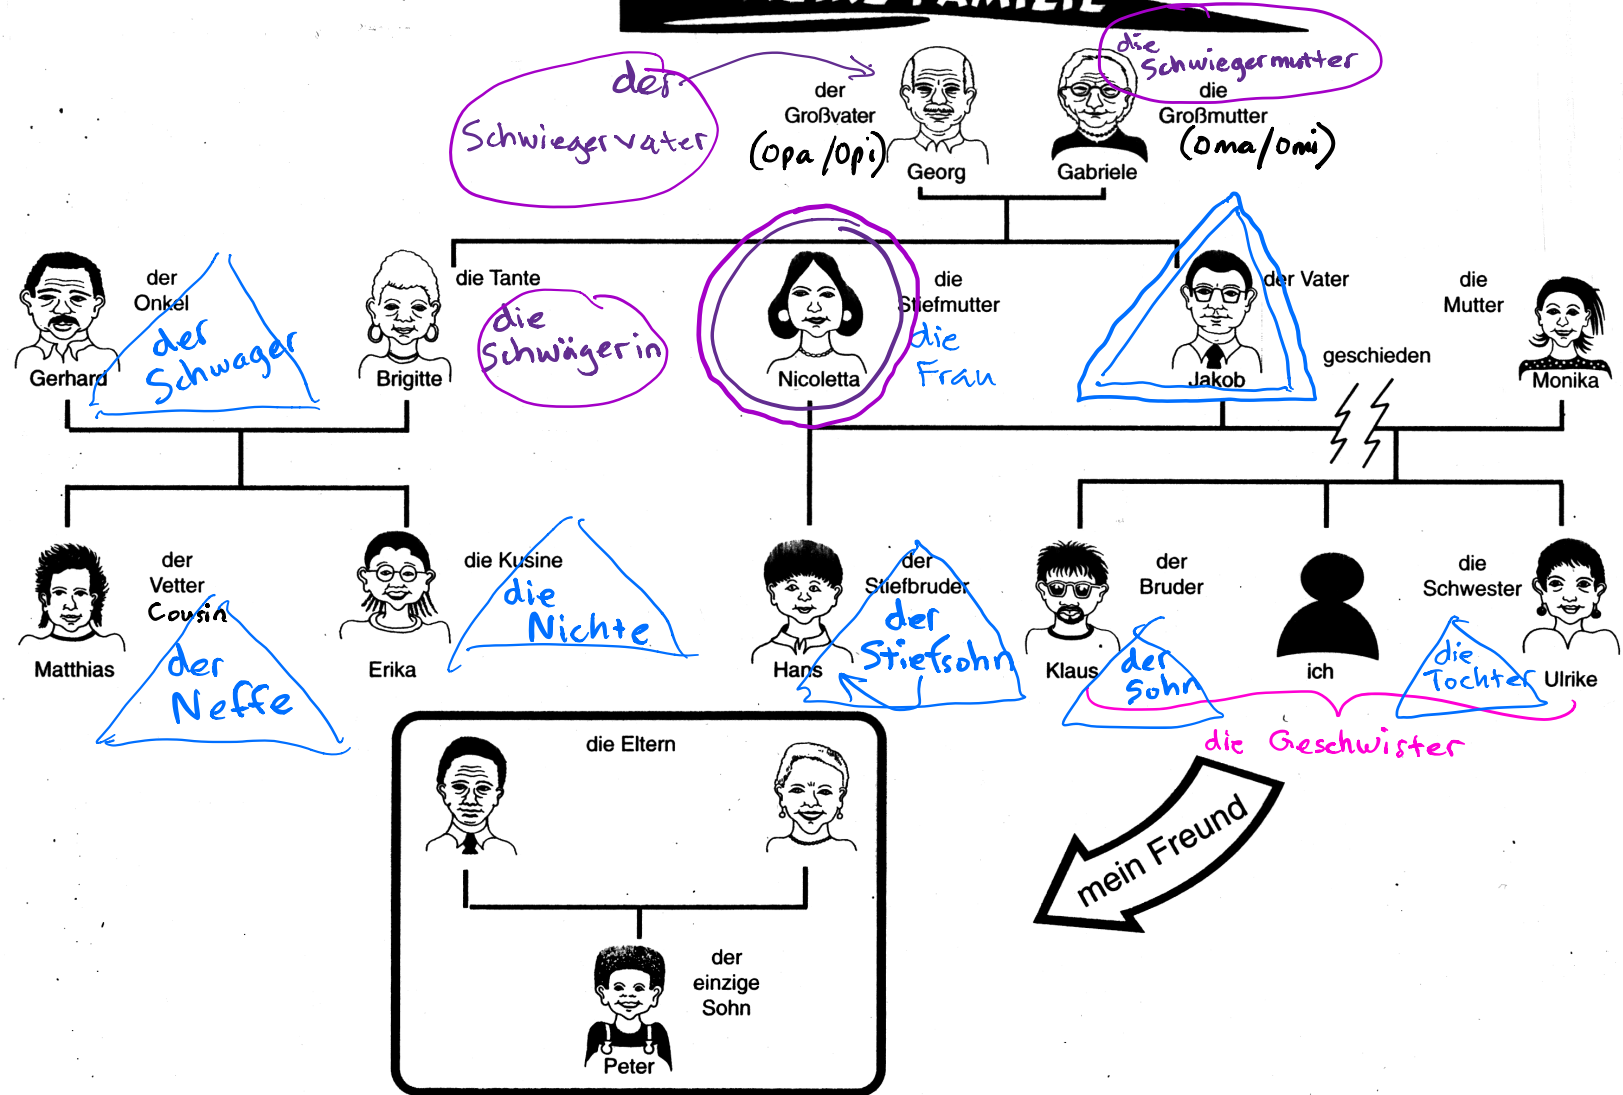 FAMILIE
die
Schwiegermutter
der
Schwiegervater
der
Großvater
(Opa/Opi)
Georg
Gabriele
die
Großmutter
(Oma/Omi)
der
Onkel
der
Schwager
Gerhard
die Tante
die
Schwägerin
Brigitte
die
Stiefmutter
die
Frau
Nicoletta
der Vater
Jakob
geschieden
die
Mutter
Monika
der
Vetter
Cousin
der
Neffe
Matthias
die Kusine
die
Nichte
Erika
der
Stiefbruder
der
Stiefsohn
Hans
der
Bruder
der
Sohn
Klaus
ich
die
Schwester
die
Tochter
Ulrike
die Geschwister
mein Freund
die Eltern
der
einzige
Sohn
Peter